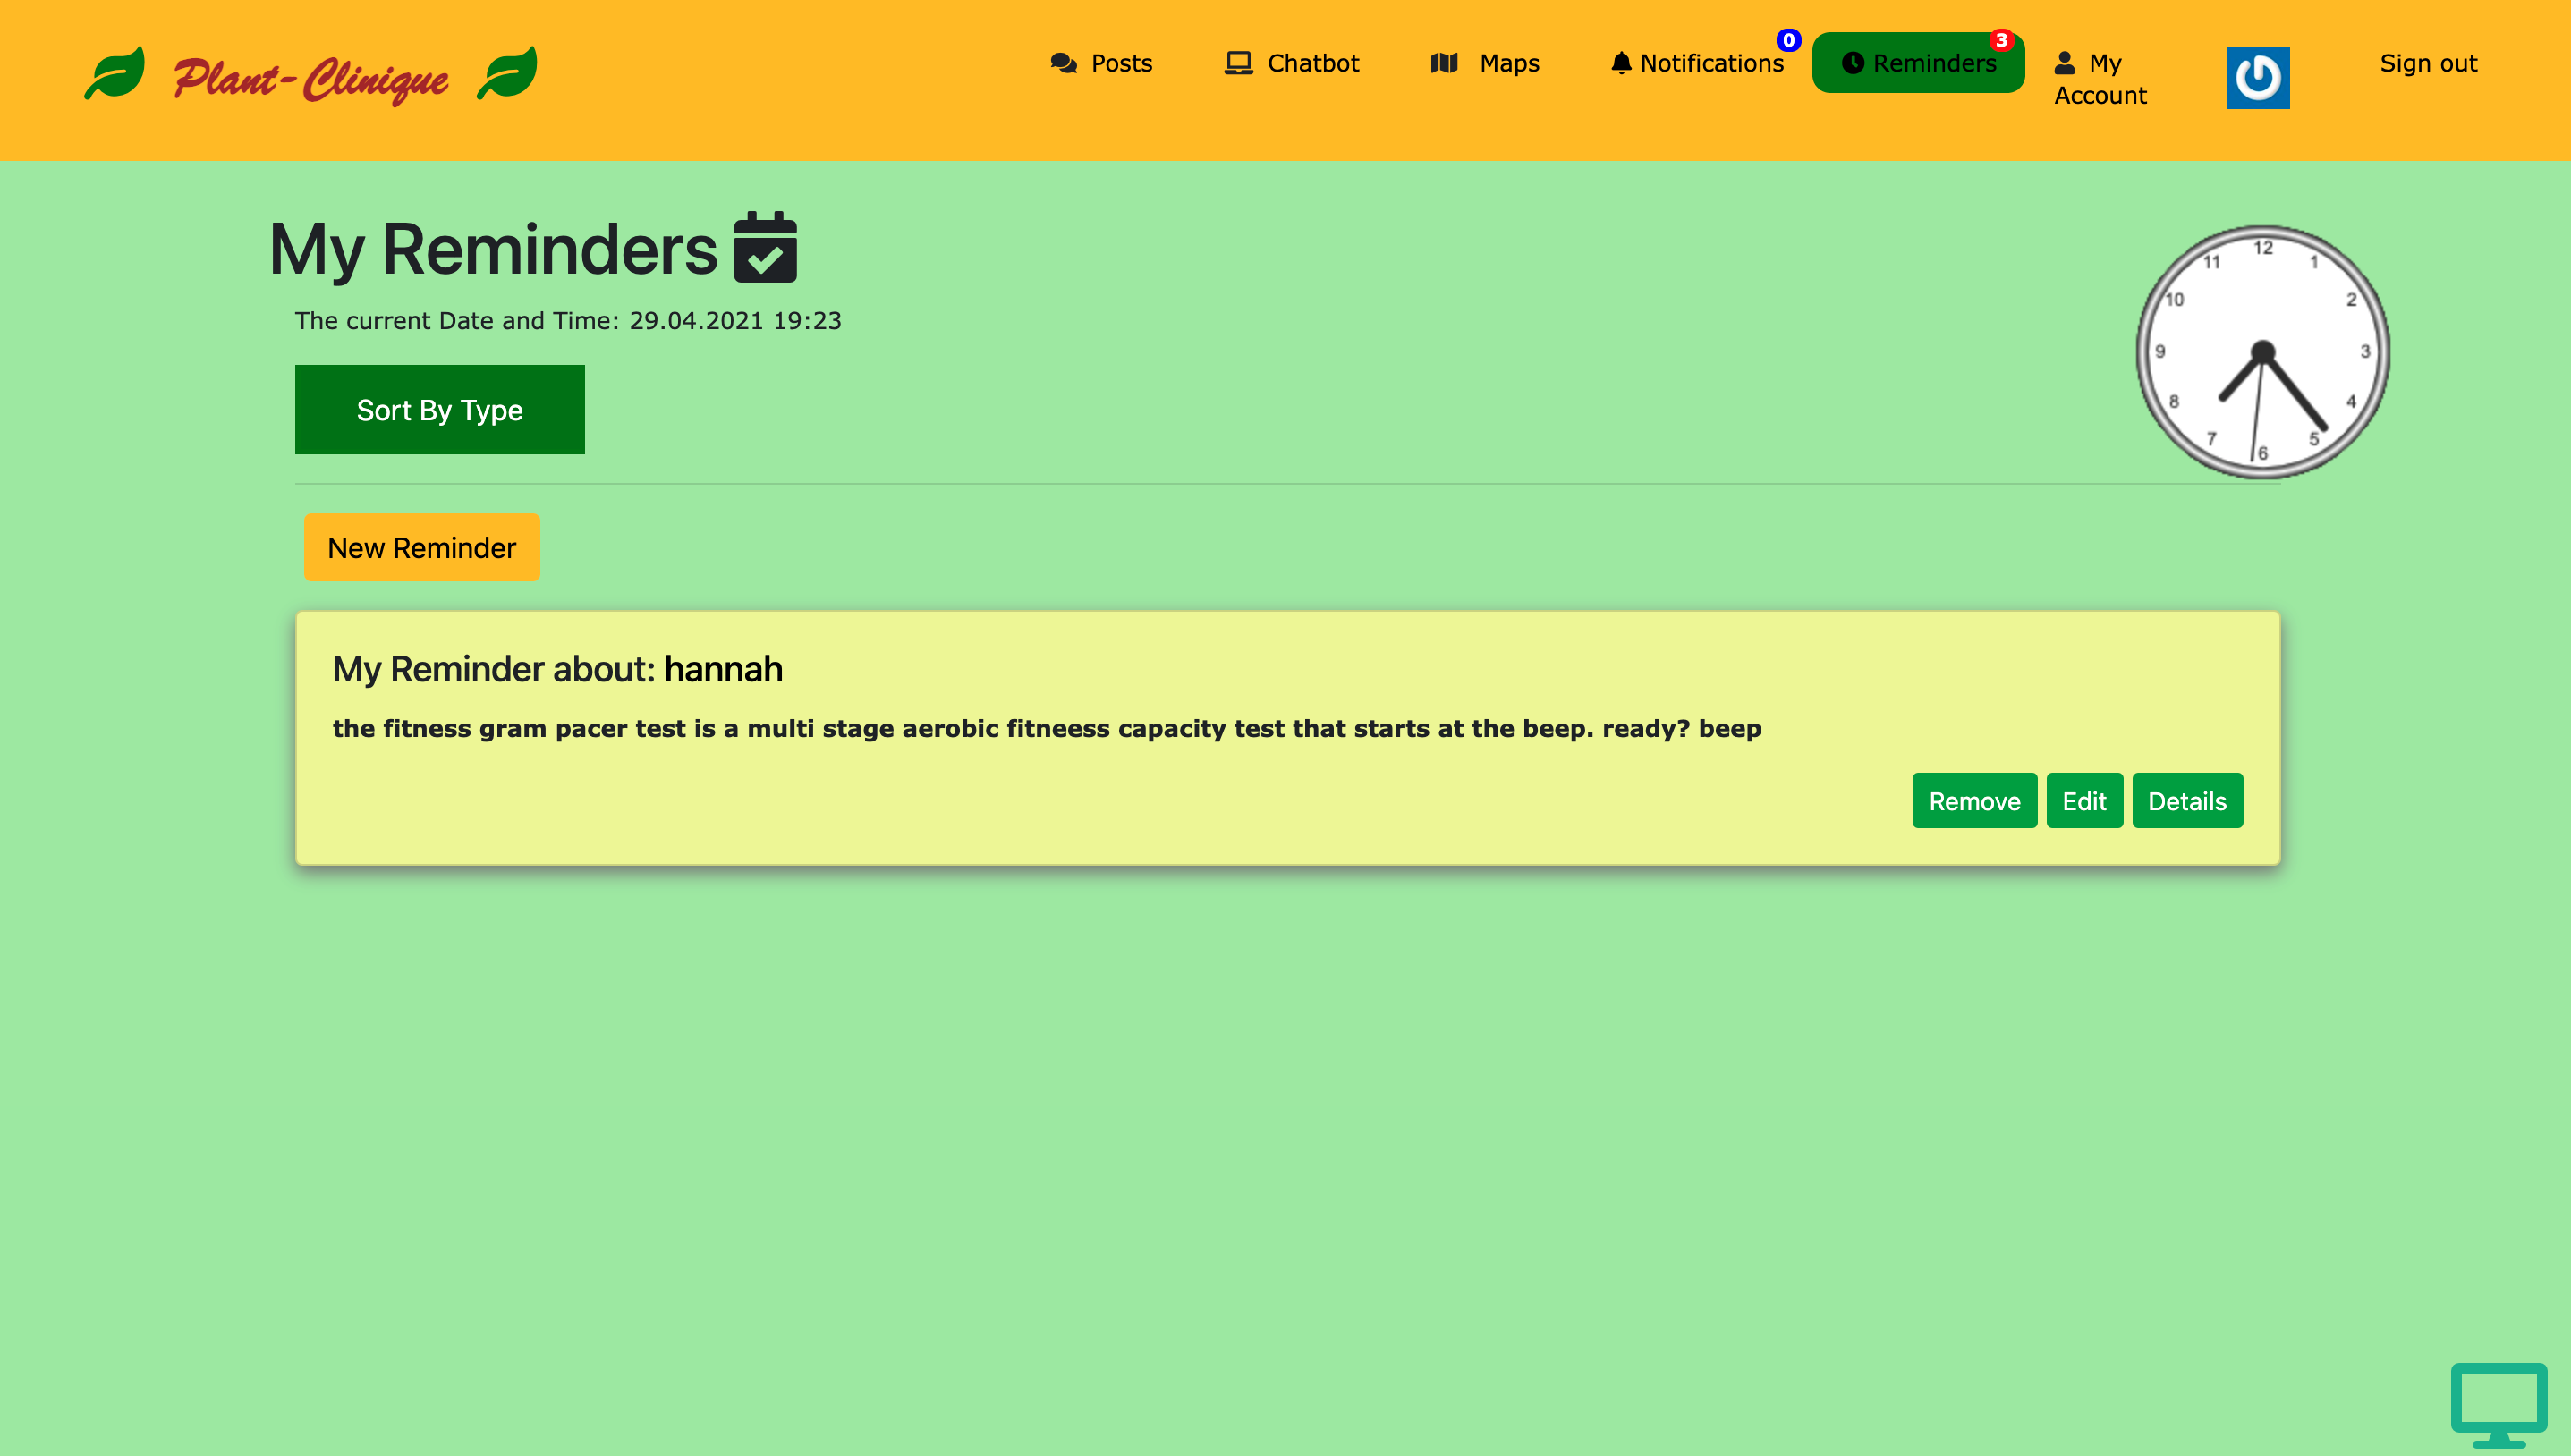 Plant-Clinique
Posts
Chatbot
Maps
Notifications
0
Reminders
3
My
Account
Sign out
My Reminders
The current Date and Time: 29.04.2021 19:23
12
1
2
3
4
5
6
7
8
9
10
11
Sort By Type
New Reminder
My Reminder about: hannah
the fitness gram pacer test is a multi stage aerobic fitneess capacity test that starts at the beep. ready? beep
Remove
Edit
Details